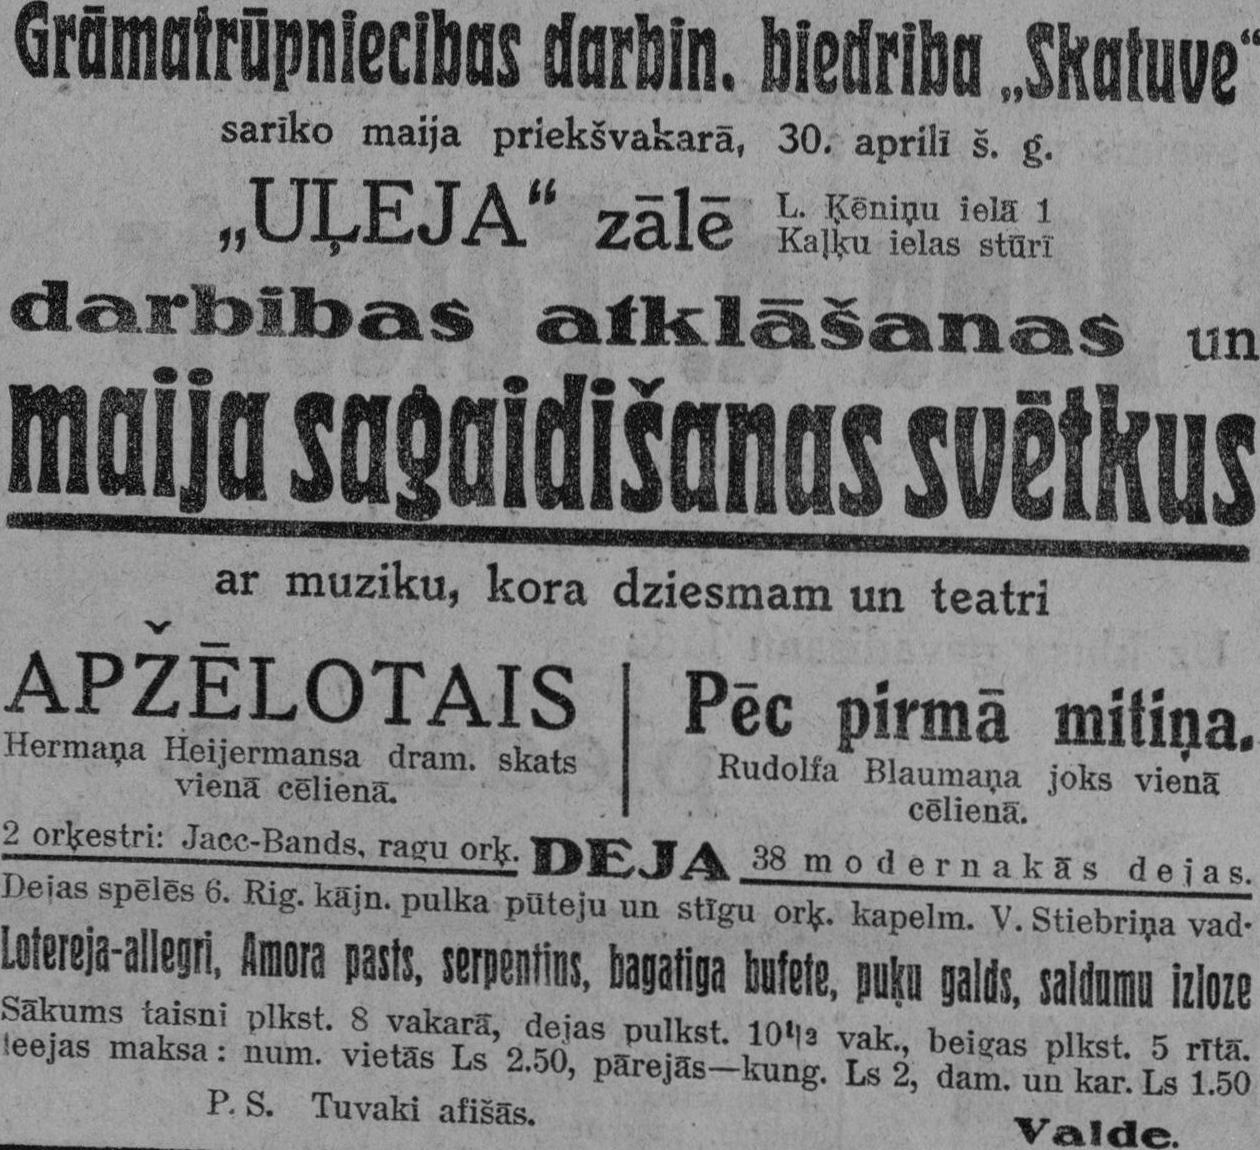 Grāmatrūpniecibas darbin. biedriba „Skatuve“
sariko maija priekšvakarā, 30. aprilī š. g.
„UĻEJA“ zālē
L. Ķēniņu ielā 1
Kaļķu ielas stūrī
darbibas atklāšanas un
maija sagaidišanas svētkus
ar muziku, kora dziesmam un teatri
APŽĒLOTAIS
Hermaņa Heijermansa dram. skats
vienā cēlienā.
Pēc pirmā mitiņa.
Rudolfa Blaumaņa joks vienā
cēlienā.
2 orķestri: Jacc-Bands, ragu orķ. DEJA 38 modernakās dejas.
Dejas spēlēs 6. Rig. kājn. pulka pūteju un stīgu orķ. kapelm. V. Stiebriņa vad.
Lotereja-allegri, Amora pasts, serpentins, bagatiga bufete, puķu galds, saldumu izloze
Sākums taisni plkst. 8 vakarā, dejas pulkst. 10½ vak., beigas plkst. 5 rītā.
Ieejas maksa: num. vietās Ls 2.50, pārejās—kung. Ls 2, dam. un kar. Ls 1.50
P. S. Tuvaki afišās.
Valde.